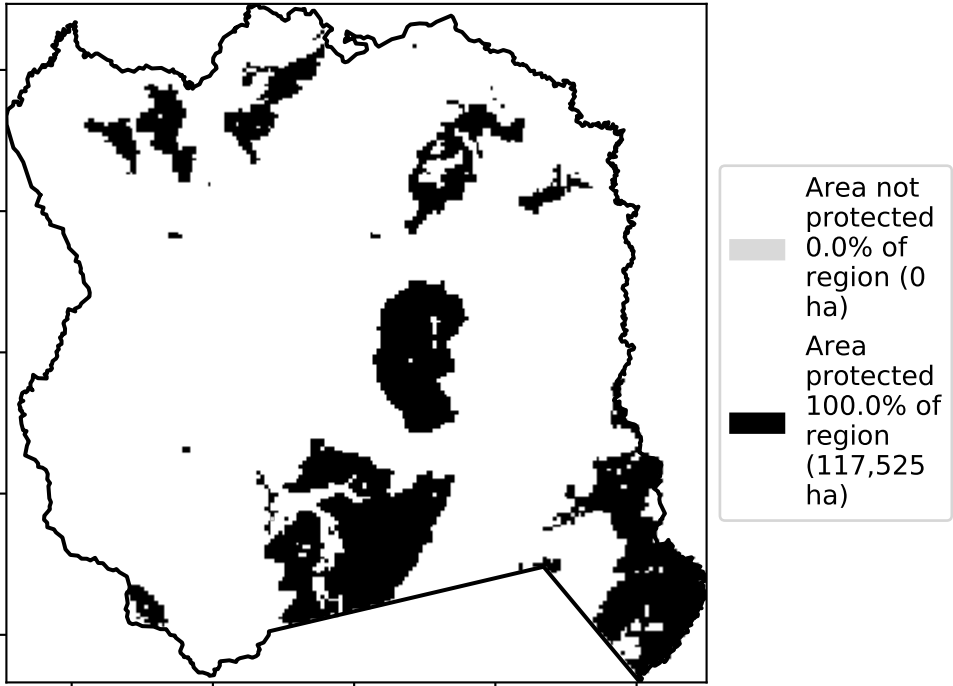 Area not
protected
0.0% of
region (0
ha)
Area
protected
100.0% of
region
(117,525
ha)